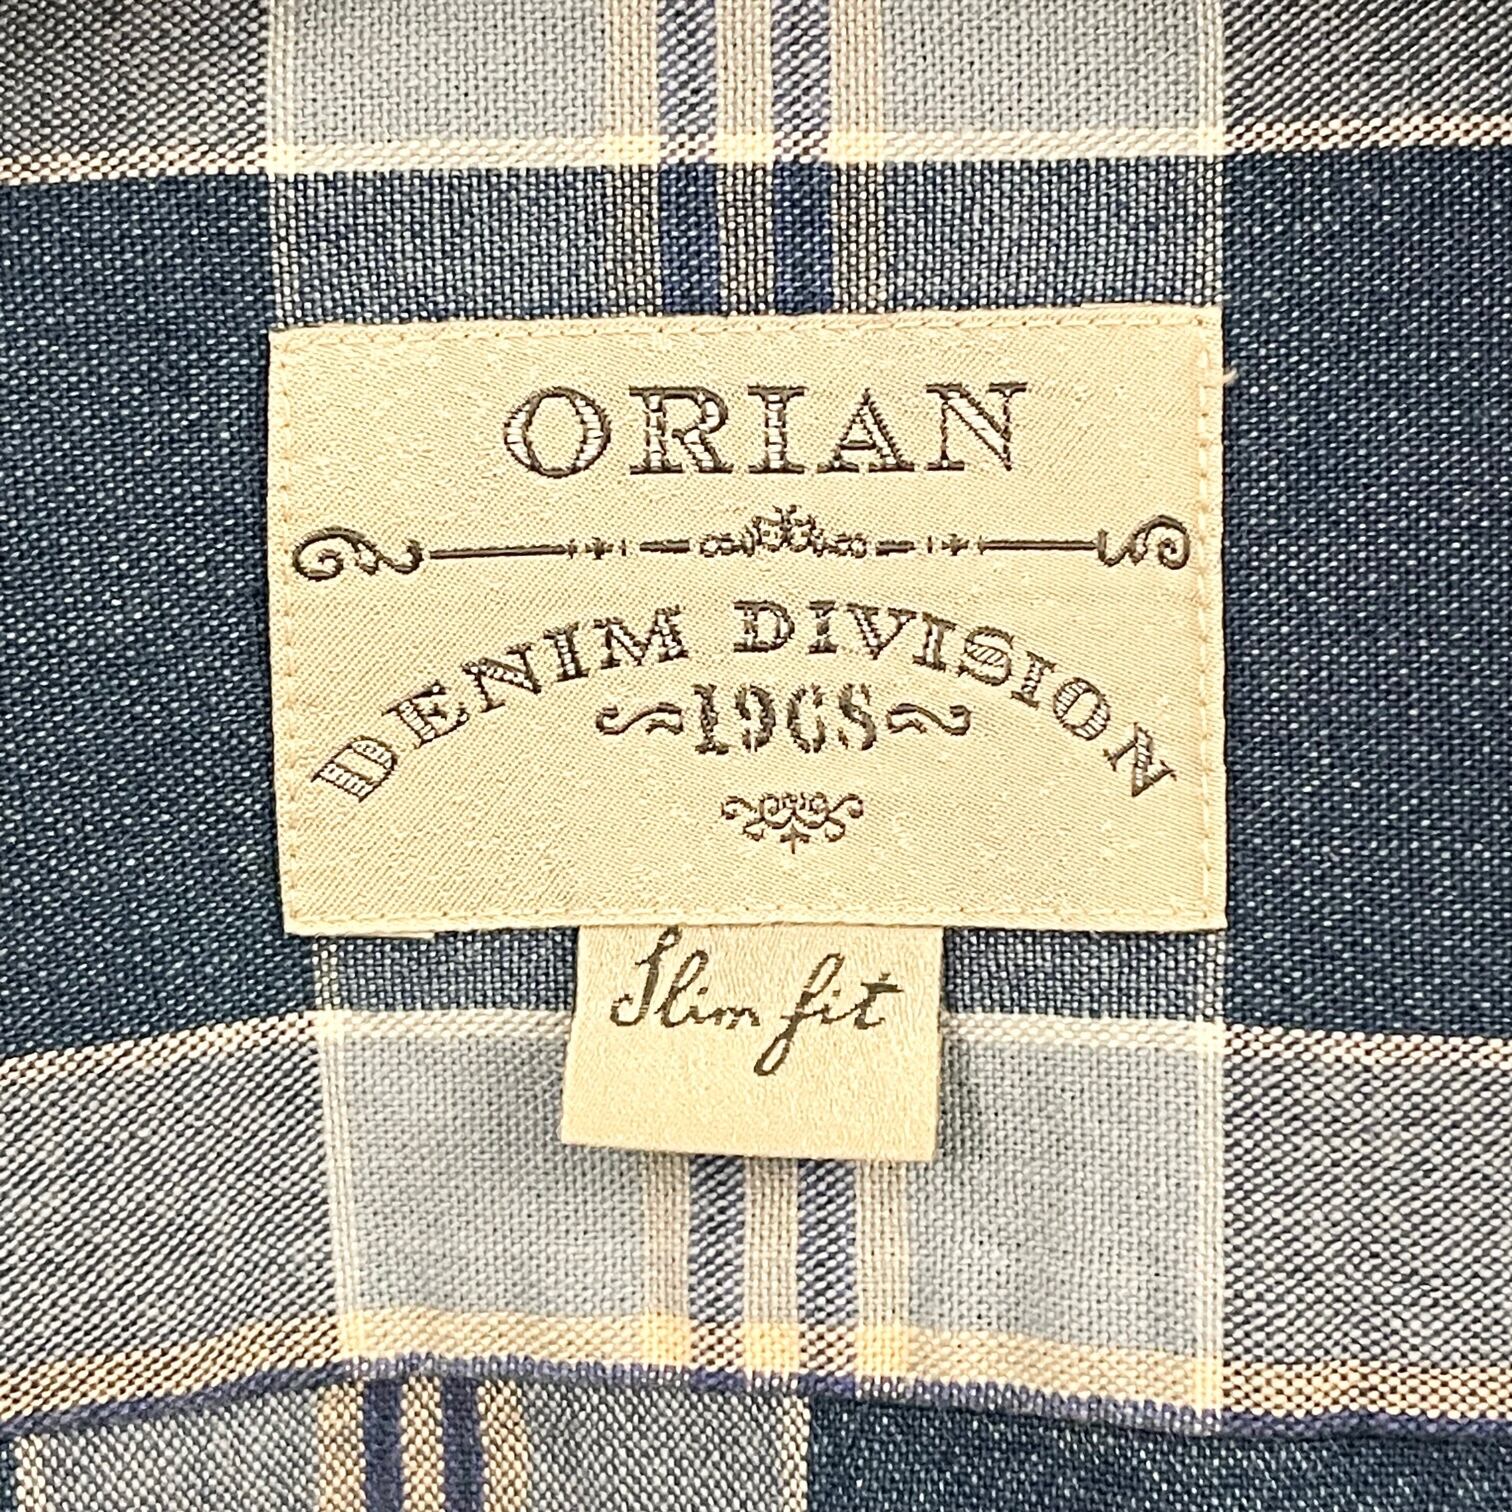 ORIAN
DENIM DIVISION
1968
Slim fit